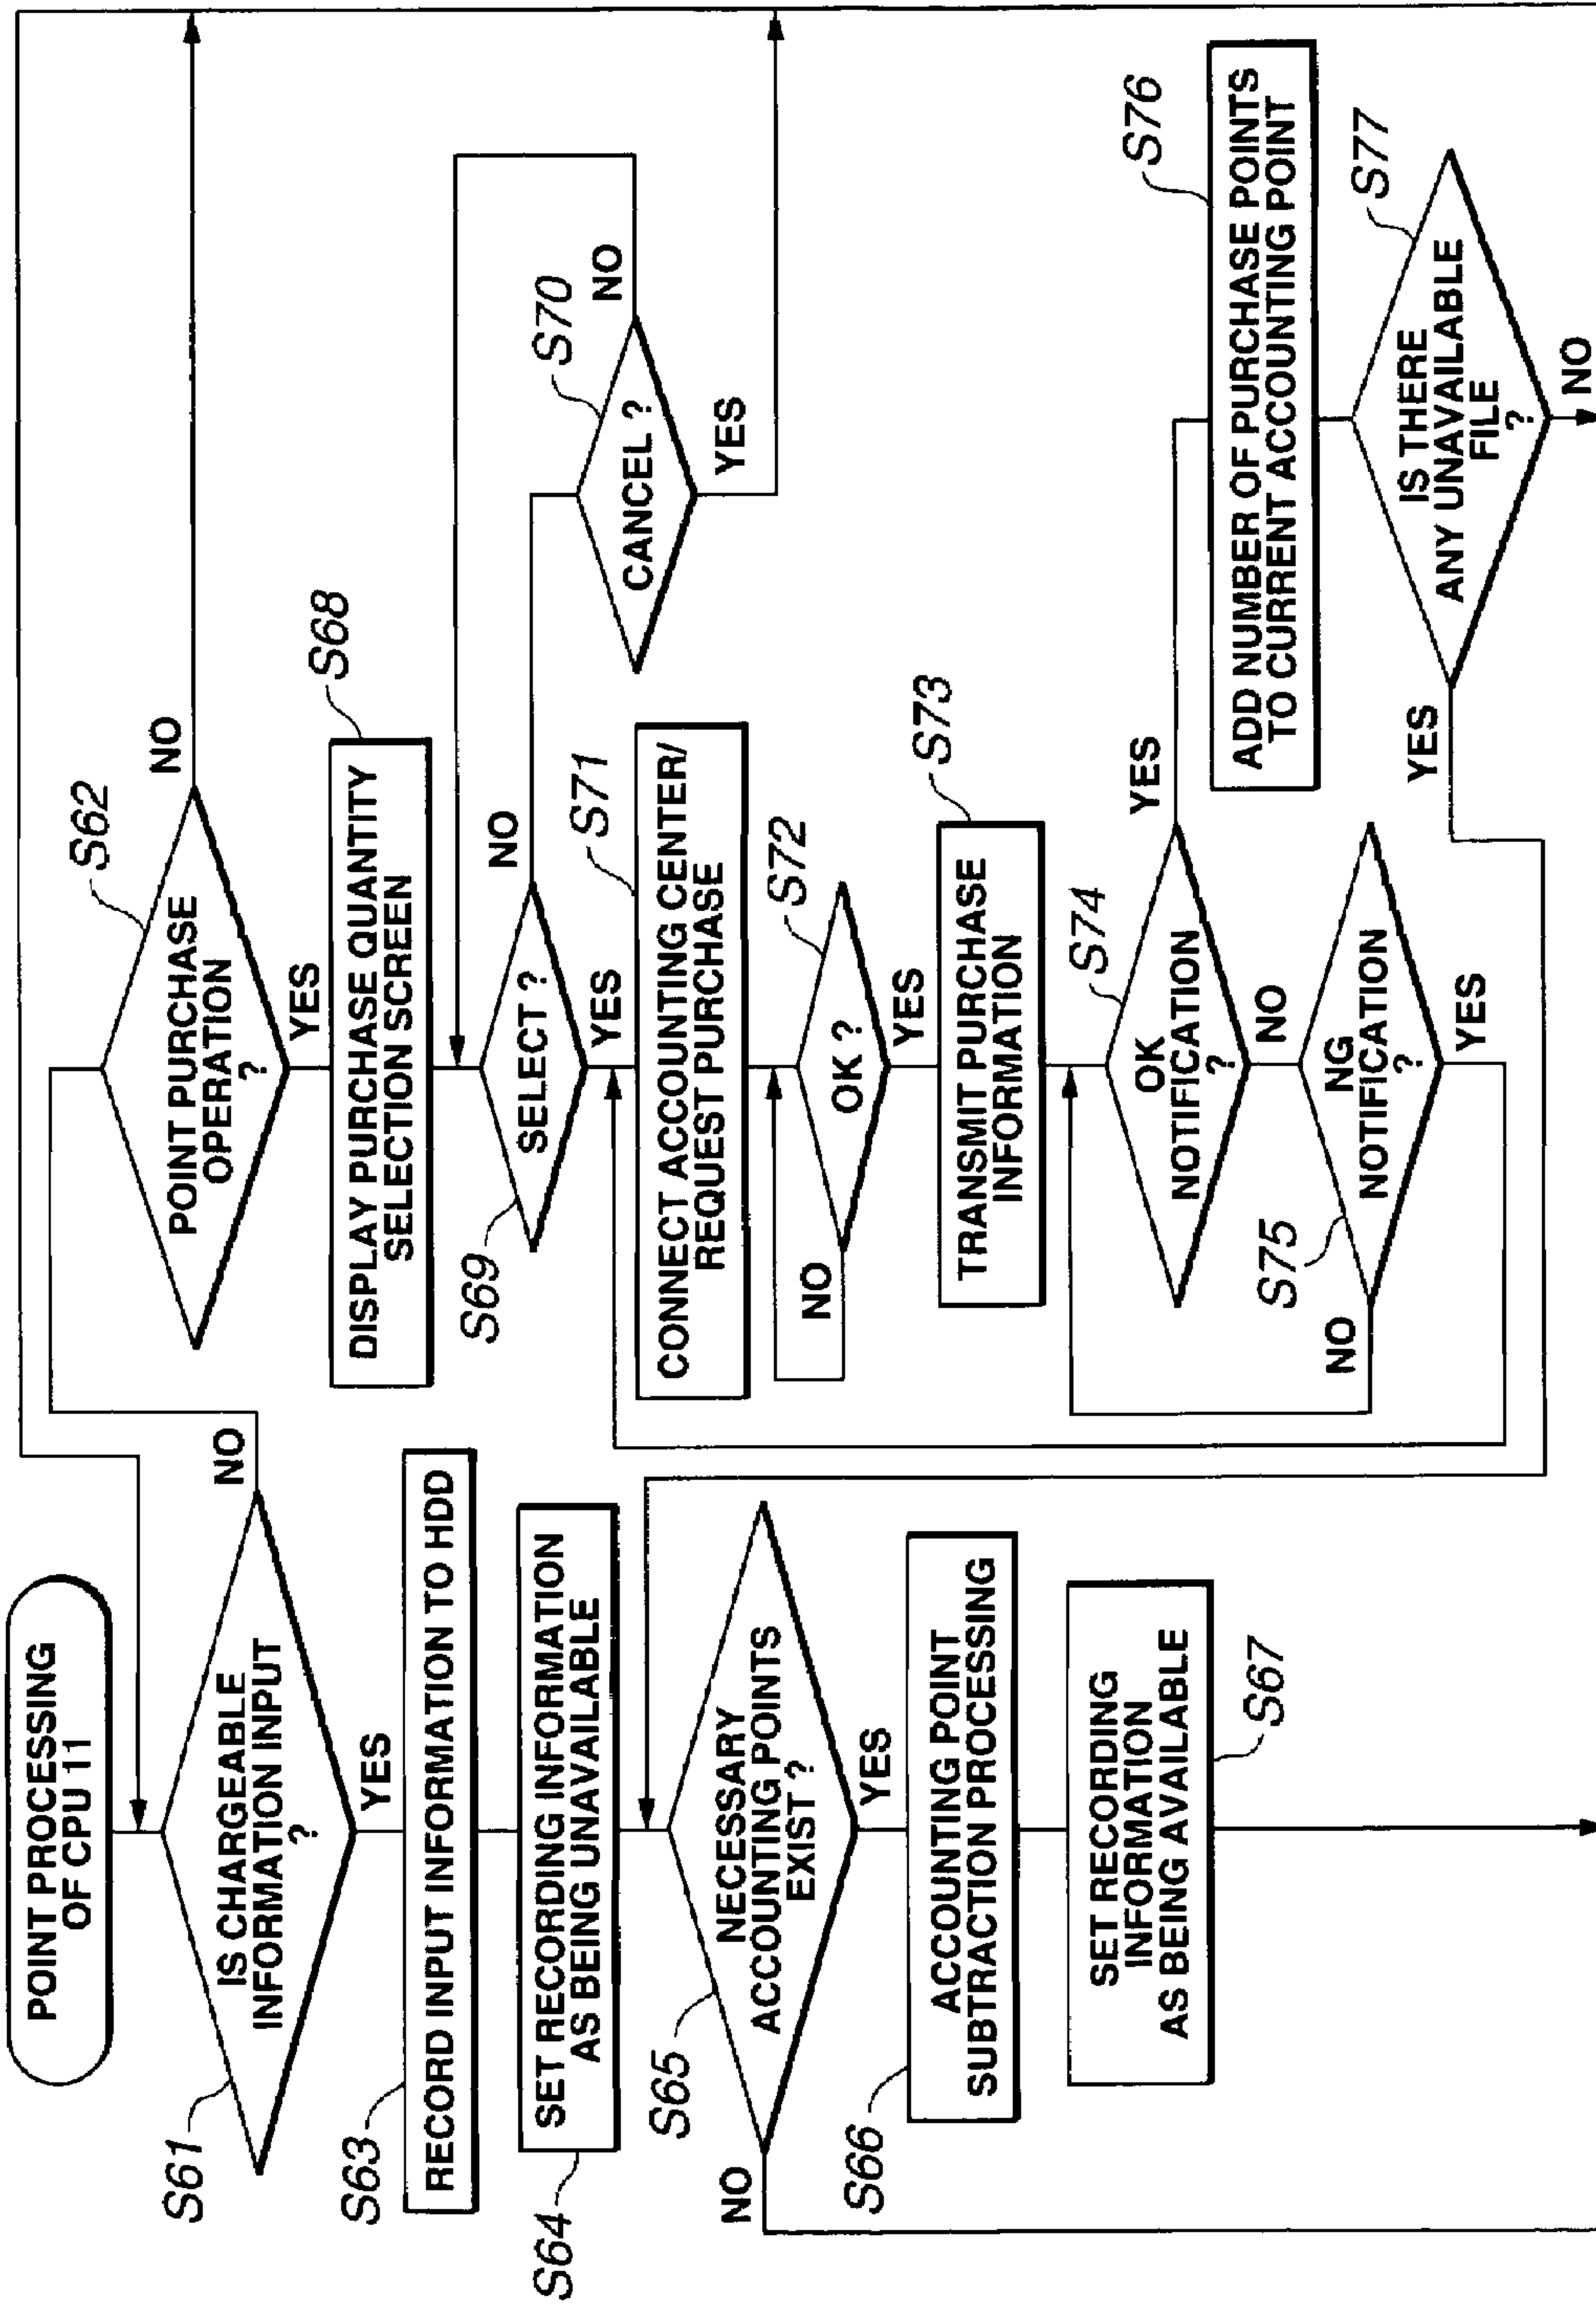 POINT PROCESSING
OF CPU 11
S61
IS CHARGEABLE
INFORMATION INPUT
?
NO
YES
S63
RECORD INPUT INFORMATION TO HDD
S64
SET RECORDING INFORMATION
AS BEING UNAVAILABLE
S65
NECESSARY
ACCOUNTING POINTS
EXIST ?
NO
YES
S66
ACCOUNTING POINT
SUBTRACTION PROCESSING
SET RECORDING
INFORMATION
AS BEING AVAILABLE
S67
S62
POINT PURCHASE
OPERATION
?
NO
YES
S68
DISPLAY PURCHASE QUANTITY
SELECTION SCREEN
S69
SELECT ?
NO
YES
S70
CANCEL ?
NO
YES
S71
CONNECT ACCOUNTING CENTER/
REQUEST PURCHASE
S72
OK ?
NO
YES
S73
TRANSMIT PURCHASE
INFORMATION
S74
OK
NOTIFICATION
?
YES
NO
S75
NG
NOTIFICATION
?
NO
YES
S76
ADD NUMBER OF PURCHASE POINTS
TO CURRENT ACCOUNTING POINT
S77
IS THERE
ANY UNAVAILABLE
FILE
?
YES
NO